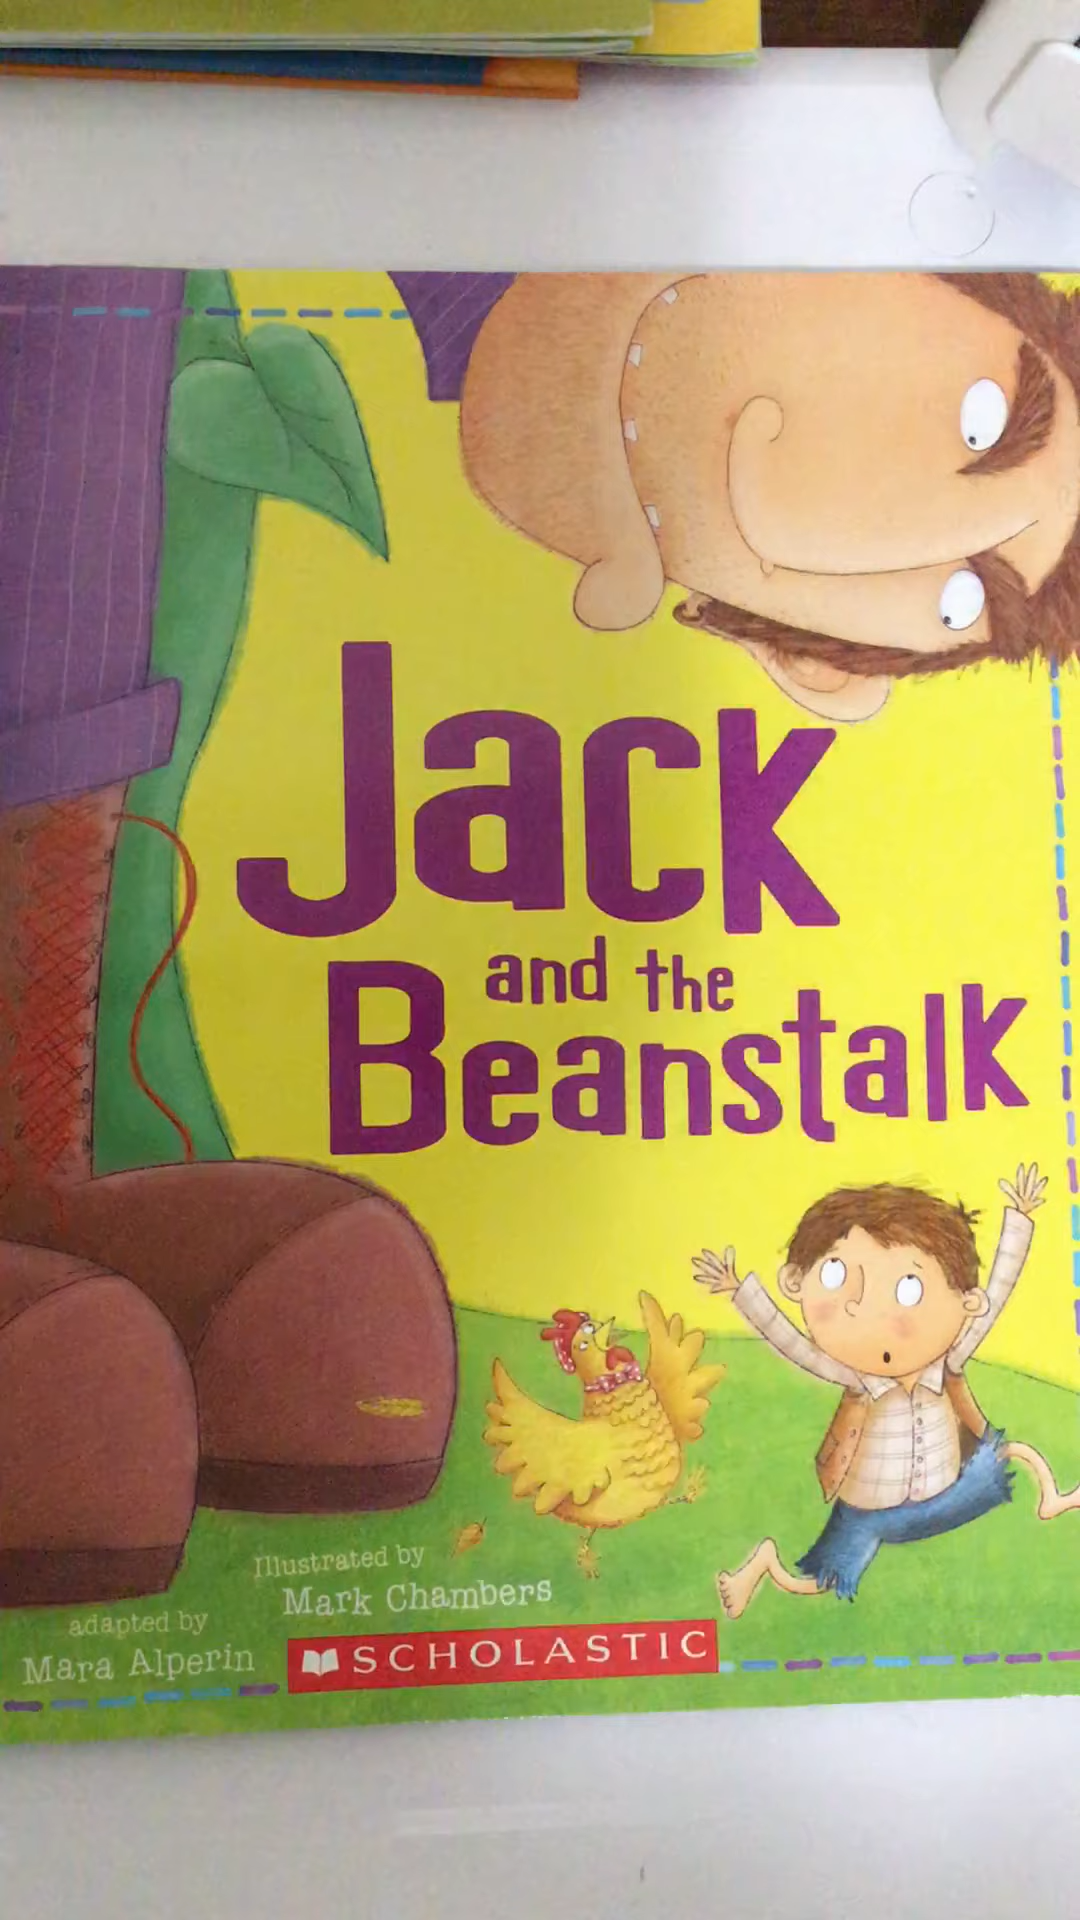 Jack
and the
Beanstalk
Illustrated by
Mark Chambers
adapted by
Mara Alperin
SCHOLASTIC